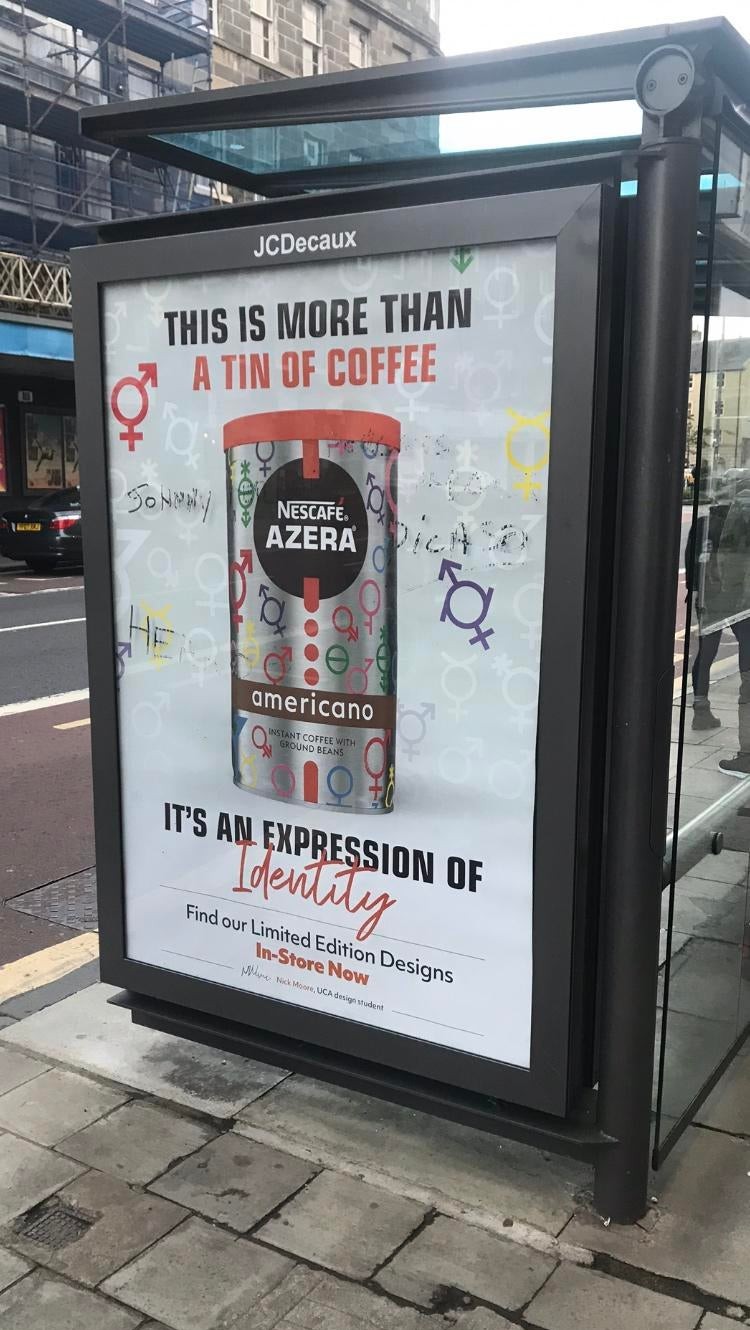 JCDecaux
THIS IS MORE THAN
A TIN OF COFFEE
JOHNNY
NESCAFÉ®
AZERA®
americano
INSTANT COFFEE WITH
GROUND BEANS
IT'S AN EXPRESSION OF
Identity
Find our Limited Edition Designs
In-Store Now
Nick Moore, UCA design student